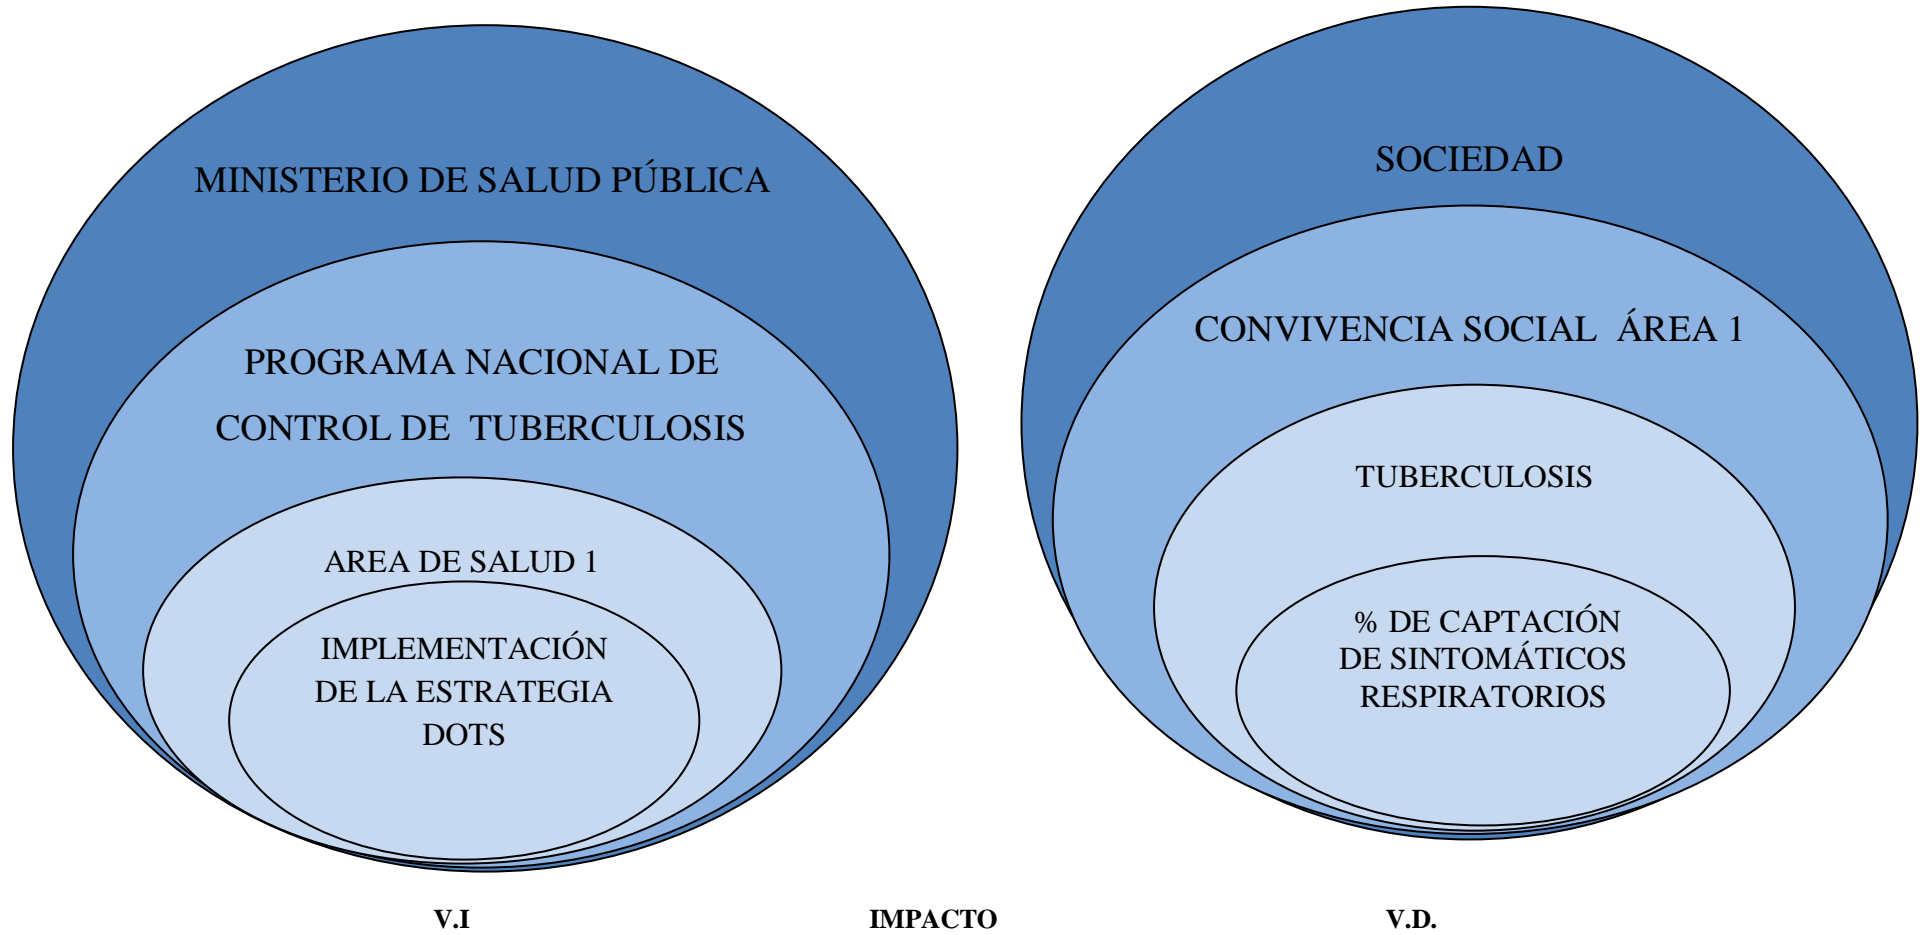 MINISTERIO DE SALUD PÚBLICA
PROGRAMA NACIONAL DE
CONTROL DE TUBERCULOSIS
AREA DE SALUD 1
IMPLEMENTACIÓN
DE LA ESTRATEGIA
DOTS
SOCIEDAD
CONVIVENCIA SOCIAL ÁREA 1
TUBERCULOSIS
% DE CAPTACIÓN
DE SINTOMÁTICOS
RESPIRATORIOS
V.I IMPACTO V.D.